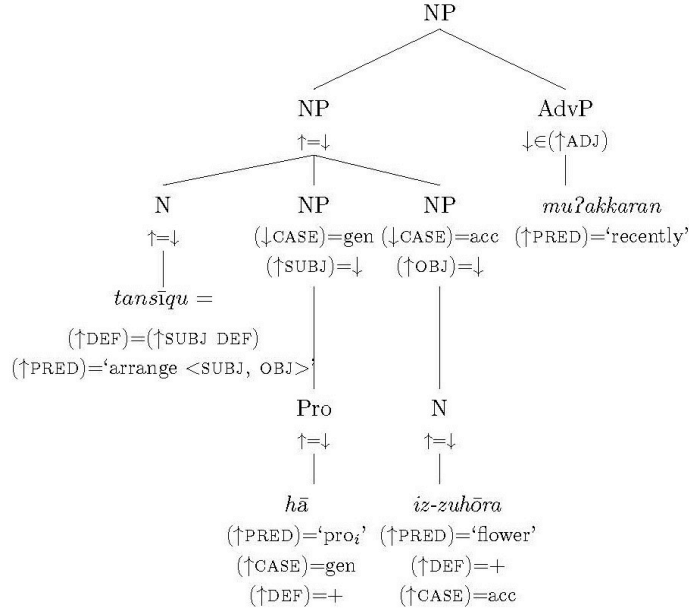 NP
NP AdvP
↑=↓ ↓∈(↑ADJ)
N NP NP muʔakkaran
↑=↓ (↓CASE)=gen (↓CASE)=acc (↑PRED)=‘recently’
(↑SUBJ)=↓ (↑OBJ)=↓
tansīqu =
(↑DEF)=(↑SUBJ DEF)
(↑PRED)=‘arrange <SUBJ, OBJ>’
Pro N
↑=↓ ↑=↓
hā iz-zuhōra
(↑PRED)=‘proᵢ’ (↑PRED)=‘flower’
(↑CASE)=gen (↑DEF)=+
(↑DEF)=+ (↑CASE)=acc